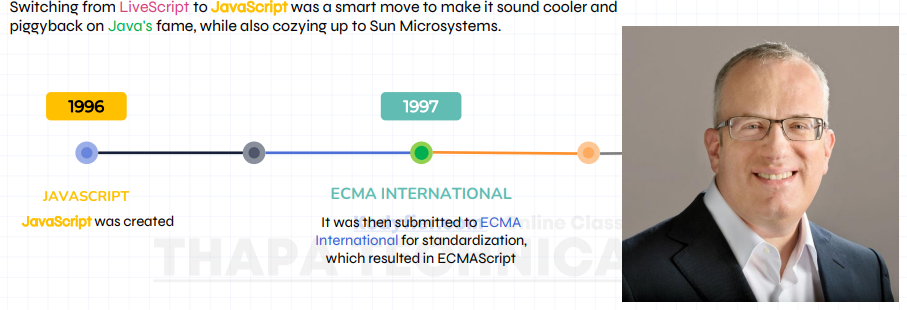 Switching from LiveScript to JavaScript was a smart move to make it sound cooler and
piggyback on Java's fame, while also cozying up to Sun Microsystems.
1996
1997
JAVASCRIPT
ECMA INTERNATIONAL
JavaScript was created
It was then submitted to ECMA
International for standardization,
which resulted in ECMAScript
THAPA TECHNICA